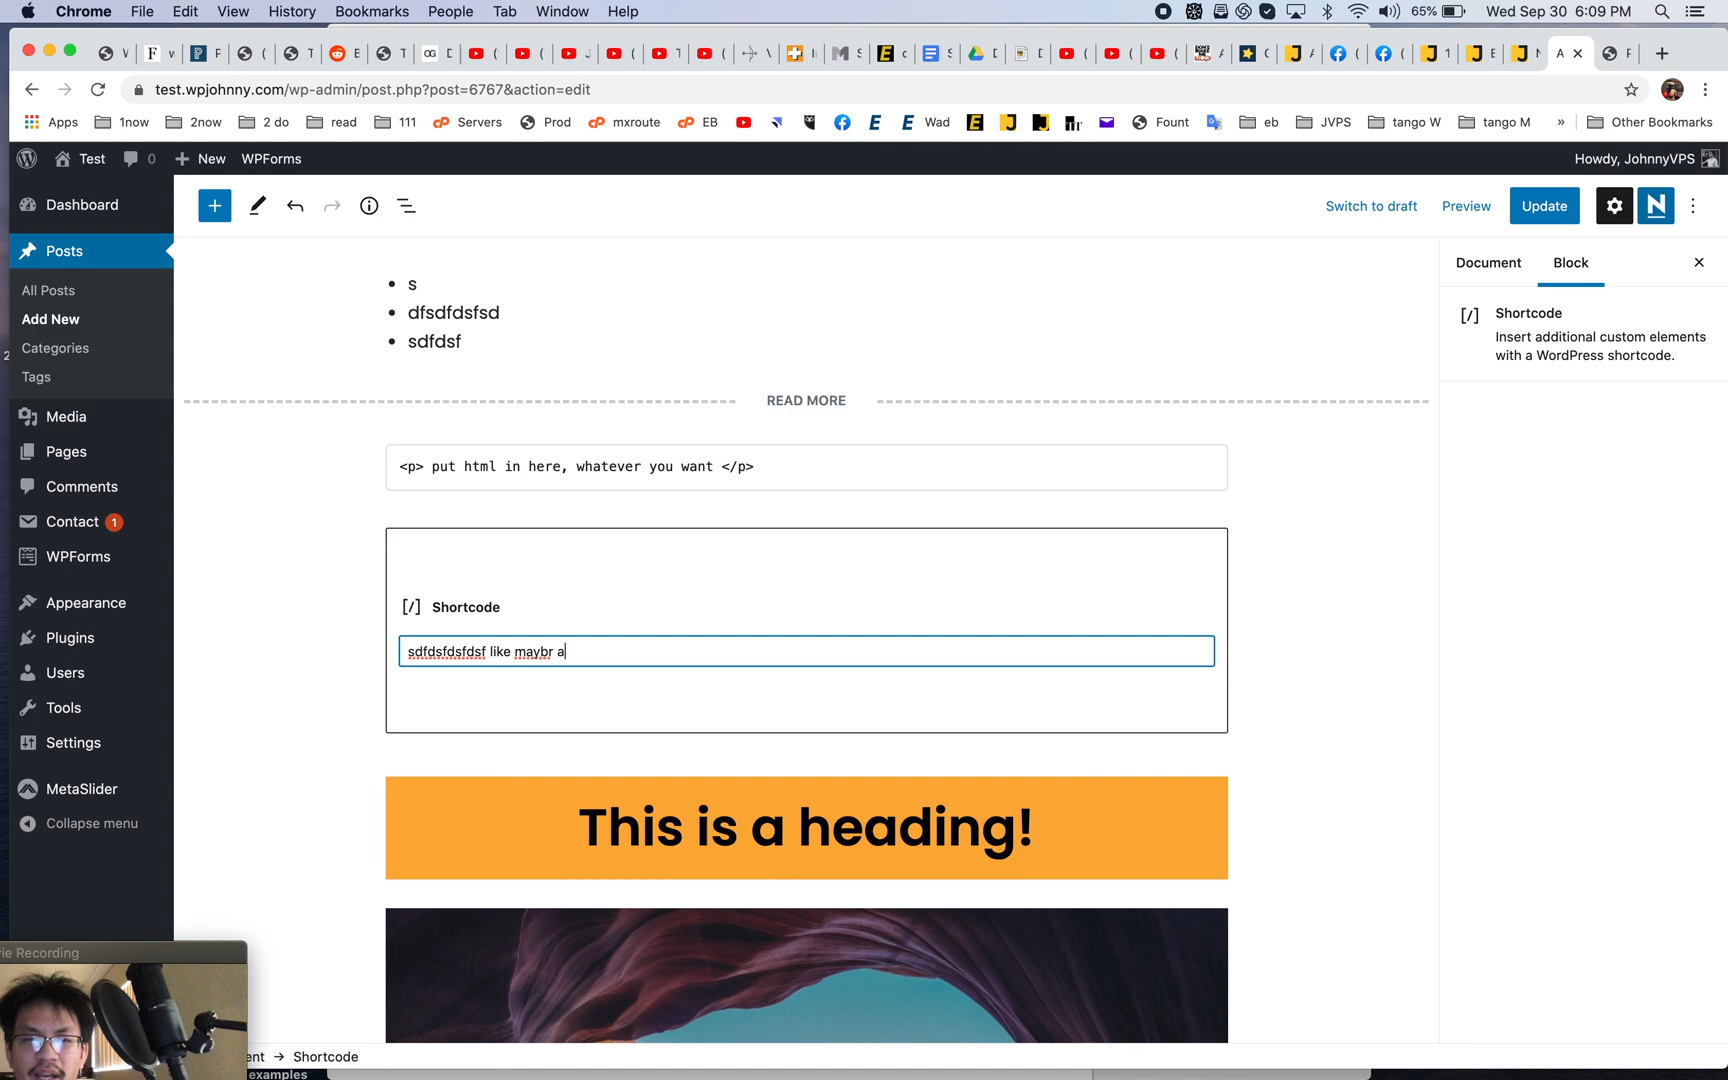 Chrome File Edit View History Bookmarks People Tab Window Help 65% Wed Sep 30 6:09 PM
test.wpjohnny.com/wp-admin/post.php?post=6767&action=edit
Apps 1now 2now 2 do read 111 Servers Prod mxroute EB Wad Fount eb JVPS tango W tango M » Other Bookmarks
Test 0 New WPForms Howdy, JohnnyVPS
Dashboard
Posts
All Posts
Add New
Categories
Tags
Media
Pages
Comments
Contact 1
WPForms
Appearance
Plugins
Users
Tools
Settings
MetaSlider
Collapse menu
Switch to draft Preview Update
• s
• dfsdfdsfsd
• sdfdsf
READ MORE
<p> put html in here, whatever you want </p>
[/] Shortcode
sdfdsfdsfdsf like maybr a
This is a heading!
Document Block
[/] Shortcode
Insert additional custom elements
with a WordPress shortcode.
ie Recording
ent → Shortcode
examples